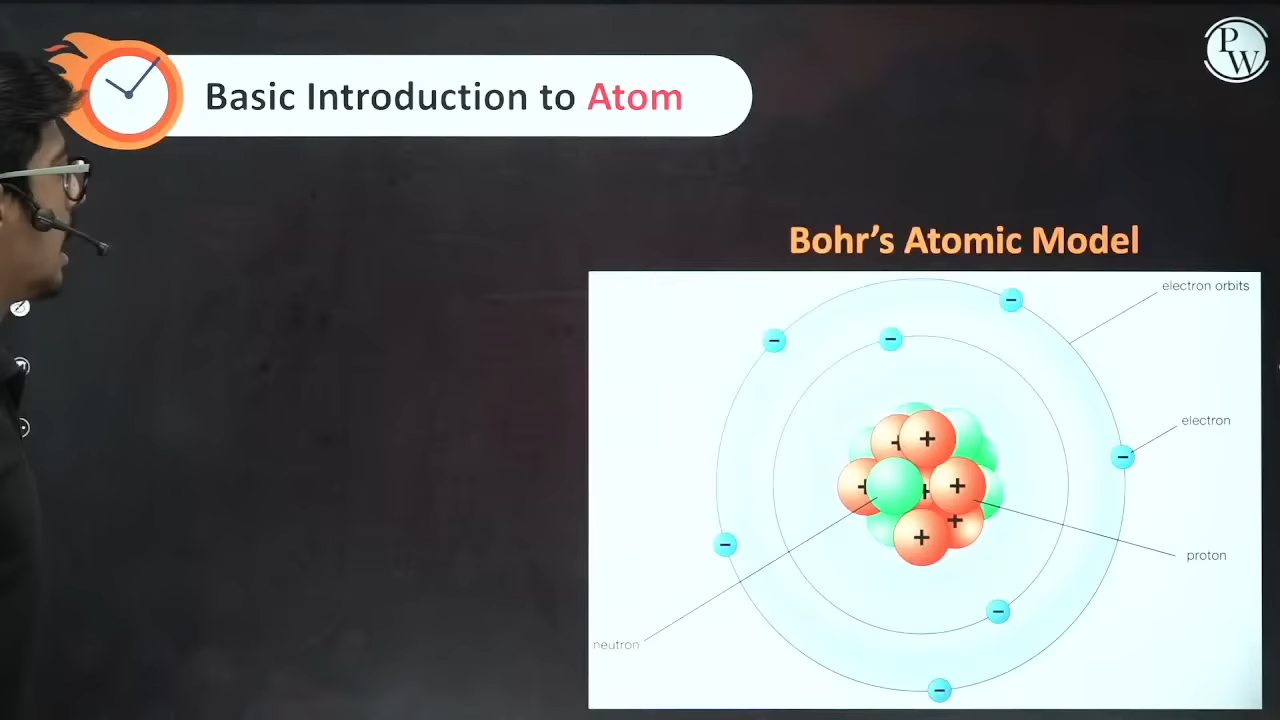 Basic Introduction to Atom
PW
Bohr's Atomic Model
electron orbits
electron
proton
neutron